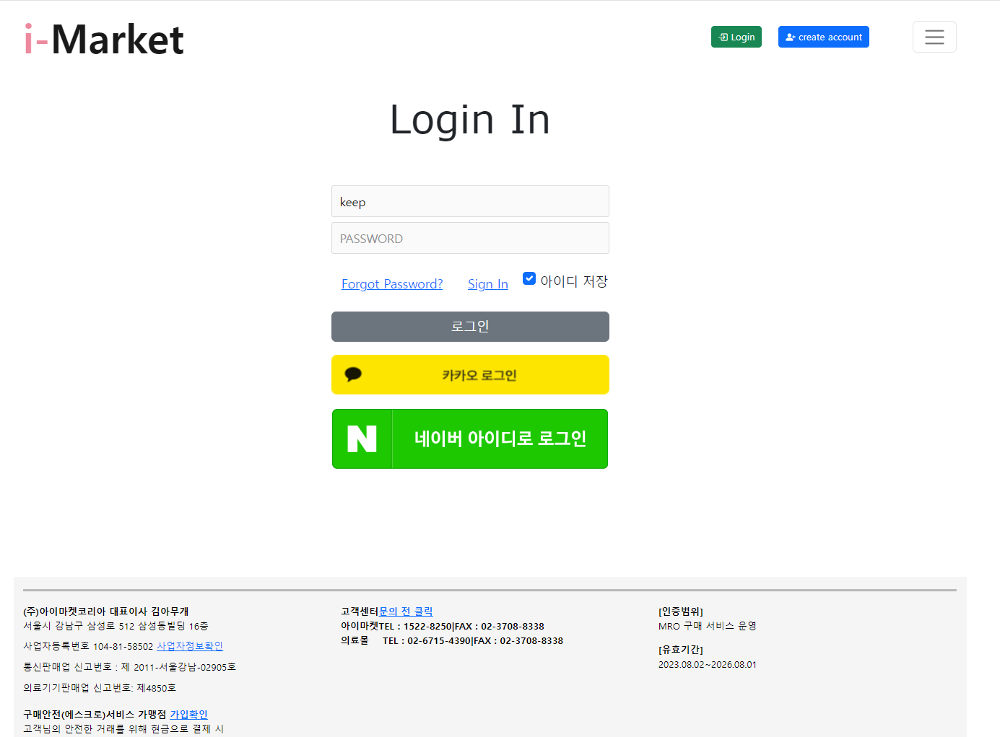 i-Market
Login
create account
Login In
keep
PASSWORD
Forgot Password?
Sign In
아이디 저장
로그인
카카오 로그인
N 네이버 아이디로 로그인
(주)아이마켓코리아 대표이사 김아무개
서울시 강남구 삼성로 512 삼성동빌딩 16층
사업자등록번호 104-81-58502 사업자정보확인
통신판매업 신고번호 : 제 2011-서울강남-02905호
의료기기판매업 신고번호: 제4850호
구매안전(에스크로)서비스 가맹점 가입확인
고객님의 안전한 거래를 위해 현금으로 결제 시
고객센터문의 전 클릭
아이마켓TEL : 1522-8250|FAX : 02-3708-8338
의료몰 TEL : 02-6715-4390|FAX : 02-3708-8338
[인증범위]
MRO 구매 서비스 운영
[유효기간]
2023.08.02~2026.08.01